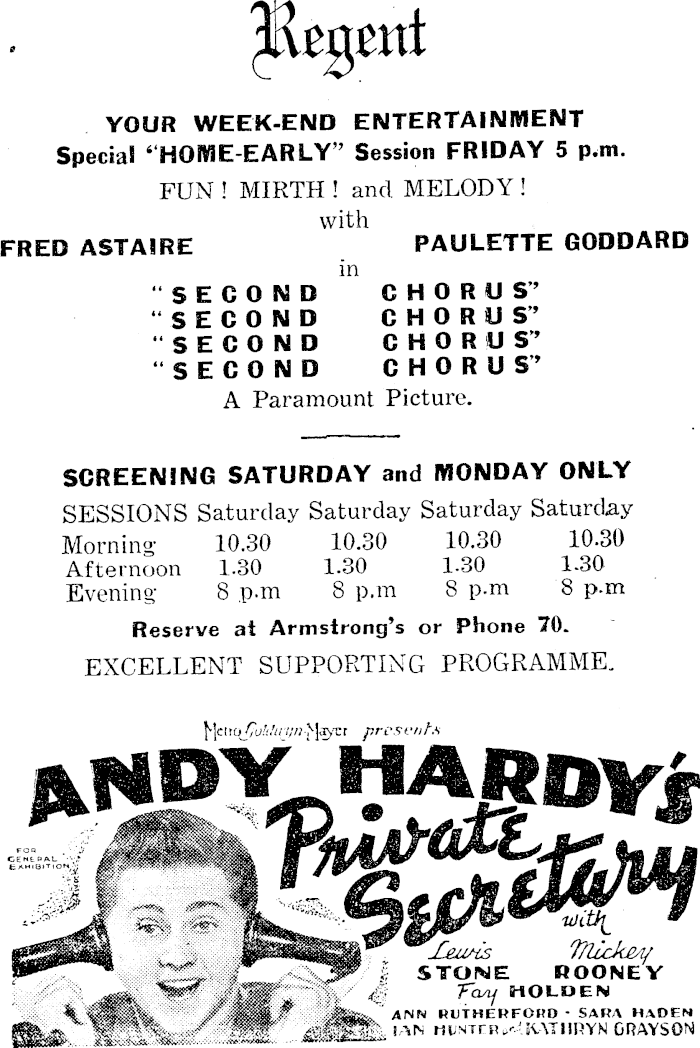 Regent
YOUR WEEK-END ENTERTAINMENT
Special "HOME-EARLY" Session FRIDAY 5 p.m.
FUN! MIRTH! and MELODY!
with
FRED ASTAIRE PAULETTE GODDARD
in
"SECOND CHORUS"
"SECOND CHORUS"
"SECOND CHORUS"
"SECOND CHORUS"
A Paramount Picture.
SCREENING SATURDAY and MONDAY ONLY
SESSIONS Saturday Saturday Saturday Saturday
Morning 10.30 10.30 10.30 10.30
Afternoon 1.30 1.30 1.30 1.30
Evening 8 p.m 8 p.m 8 p.m 8 p.m
Reserve at Armstrong's or Phone 70.
EXCELLENT SUPPORTING PROGRAMME.
Metro Goldwyn-Mayer presents
ANDY HARDY'S
Private
Secretary
FOR
GENERAL
EXHIBITION
with
Lewis Mickey
STONE ROONEY
Fay HOLDEN
ANN RUTHERFORD · SARA HADEN
IAN HUNTER and KATHRYN GRAYSON